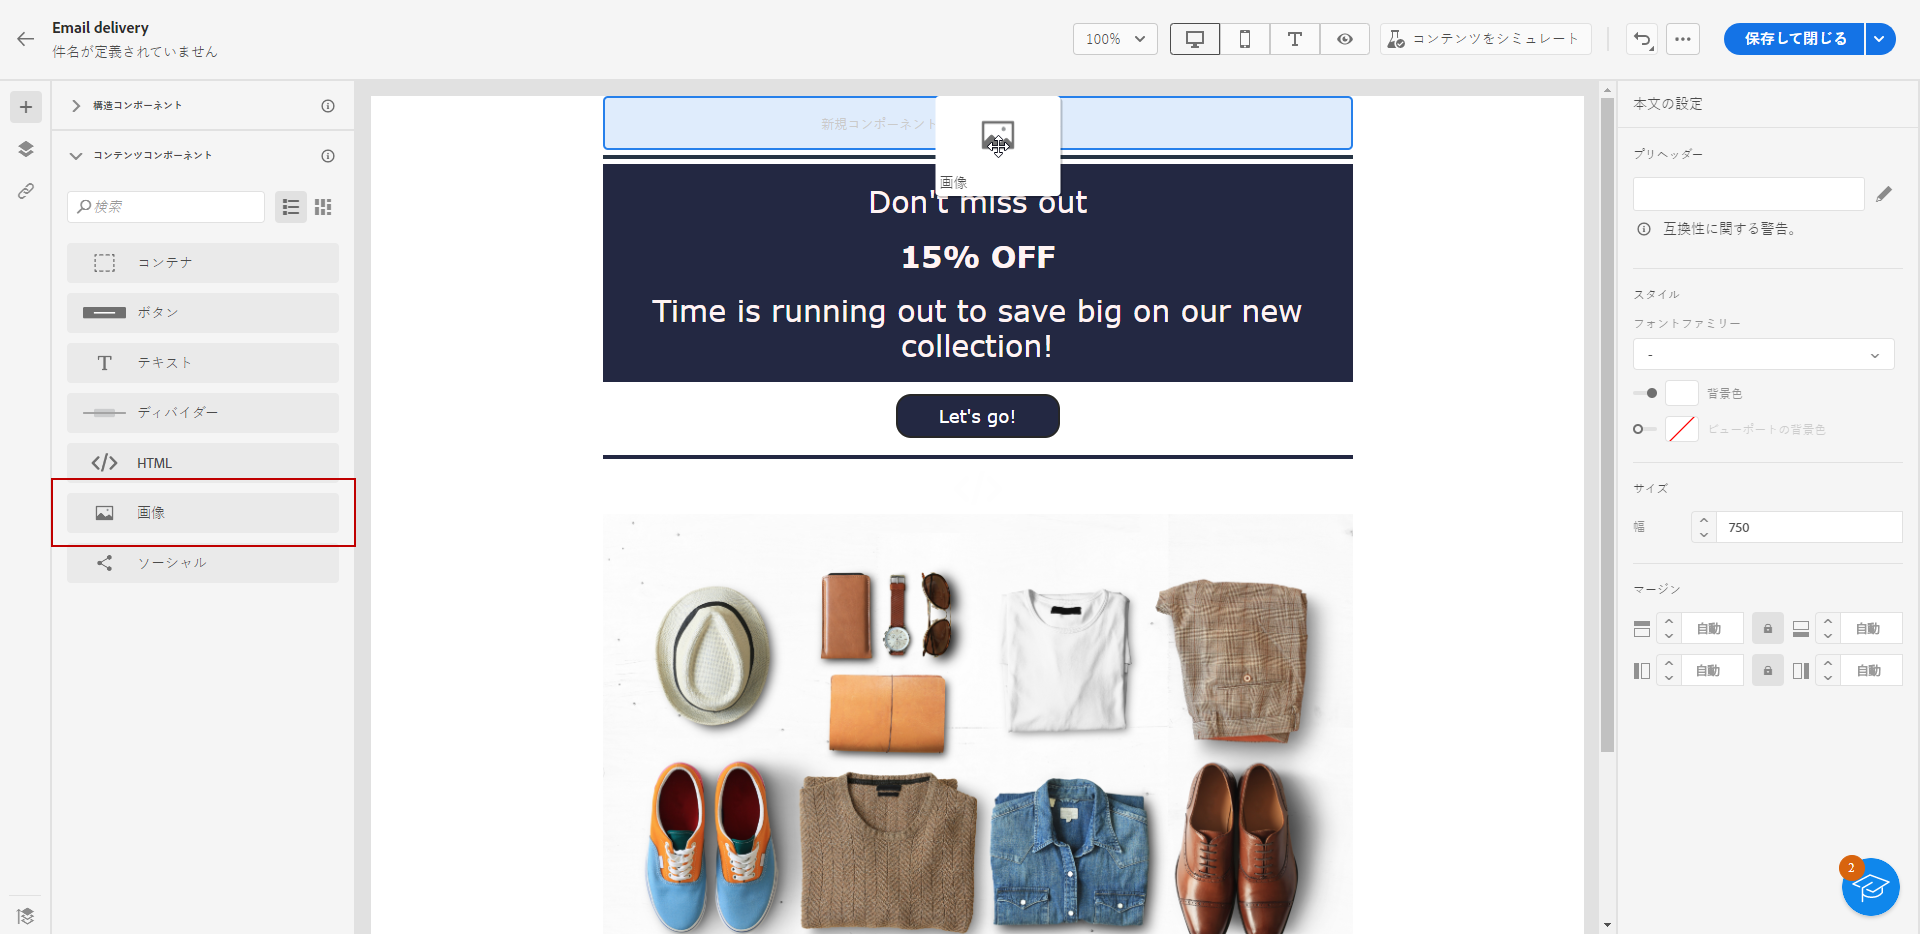 Email delivery
件名が定義されていません
100%
コンテンツをシミュレート
保存して閉じる
構造コンポーネント
コンテンツコンポーネント
検索
コンテナ
ボタン
テキスト
ディバイダー
HTML
画像
ソーシャル
新規コンポーネント
画像
Don't miss out
15% OFF
Time is running out to save big on our new
collection!
Let's go!
本文の設定
プリヘッダー
互換性に関する警告。
スタイル
フォントファミリー
-
背景色
ビューポートの背景色
サイズ
幅
750
マージン
自動
自動
自動
自動
2